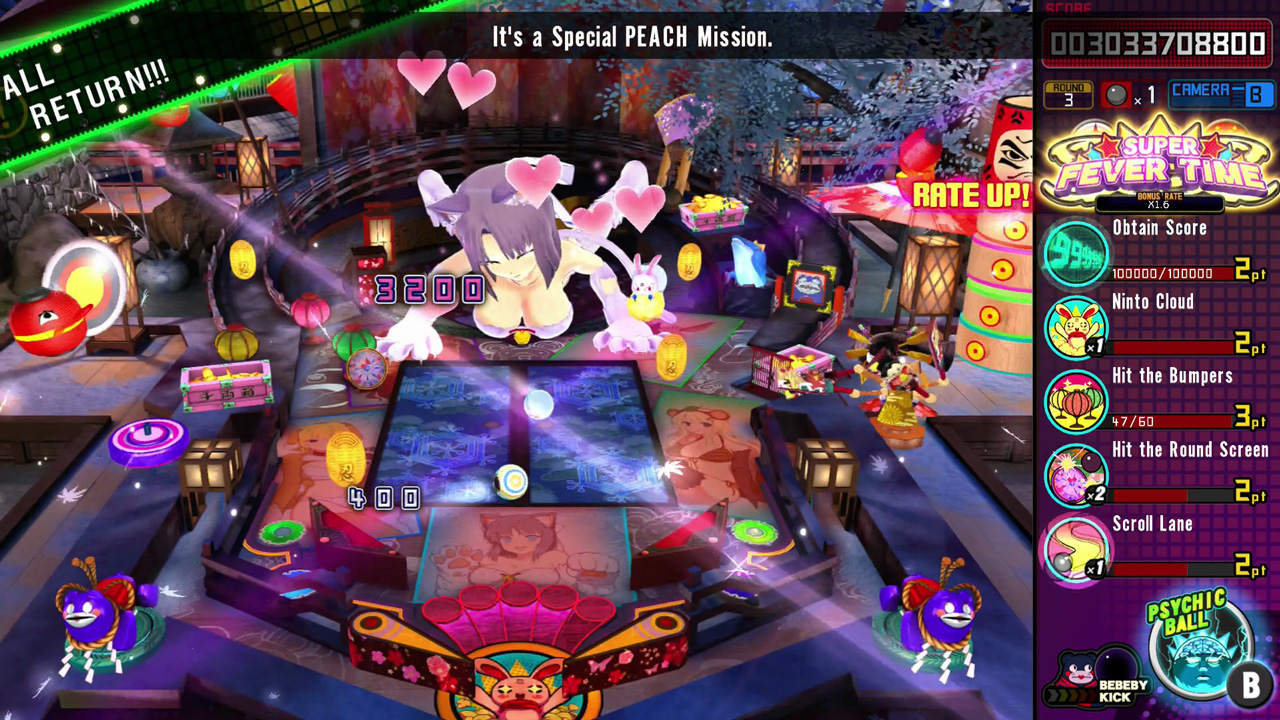 It's a Special PEACH Mission.
ALL
RETURN!!!
SCORE
003033708800
ROUND
3
× 1
CAMERA
B
SUPER
FEVER TIME
BONUS RATE
X1.6
RATE UP!
Obtain Score
100000/100000
2pt
Ninto Cloud
×1
2pt
Hit the Bumpers
47/60
3pt
Hit the Round Screen
×2
2pt
Scroll Lane
×1
2pt
3200
400
PSYCHIC
BALL
BEBEBY
KICK
B